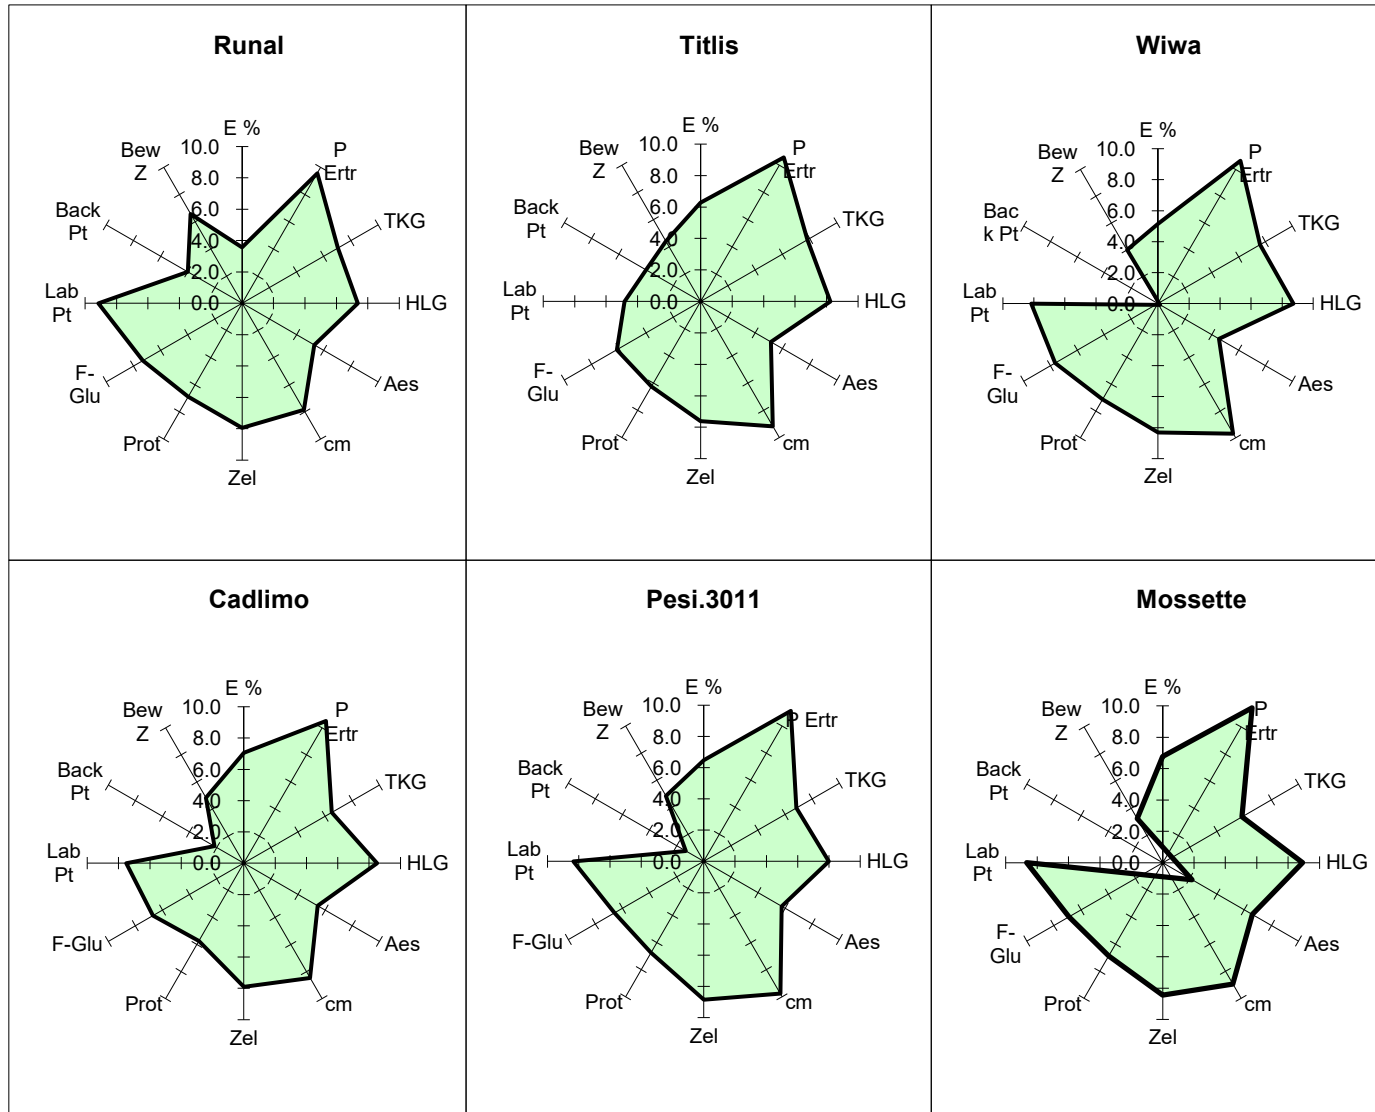 Runal
E %
P
Ertr
TKG
HLG
Aes
cm
Zel
Prot
F-
Glu
Lab
Pt
Back
Pt
Bew
Z
10.0
8.0
6.0
4.0
2.0
0.0
Titlis
E %
P
Ertr
TKG
HLG
Aes
cm
Zel
Prot
F-
Glu
Lab
Pt
Back
Pt
Bew
Z
10.0
8.0
6.0
4.0
2.0
0.0
Wiwa
E %
P
Ertr
TKG
HLG
Aes
cm
Zel
Prot
F-
Glu
Lab
Pt
Bac
k Pt
Bew
Z
10.0
8.0
6.0
4.0
2.0
0.0
Cadlimo
E %
P
Ertr
TKG
HLG
Aes
cm
Zel
Prot
F-Glu
Lab
Pt
Back
Pt
Bew
Z
10.0
8.0
6.0
4.0
2.0
0.0
Pesi.3011
E %
P Ertr
TKG
HLG
Aes
cm
Zel
Prot
F-Glu
Lab
Pt
Back
Pt
Bew
Z
10.0
8.0
6.0
4.0
2.0
0.0
Mossette
E %
P
Ertr
TKG
HLG
Aes
cm
Zel
Prot
F-
Glu
Lab
Pt
Back
Pt
Bew
Z
10.0
8.0
6.0
4.0
2.0
0.0